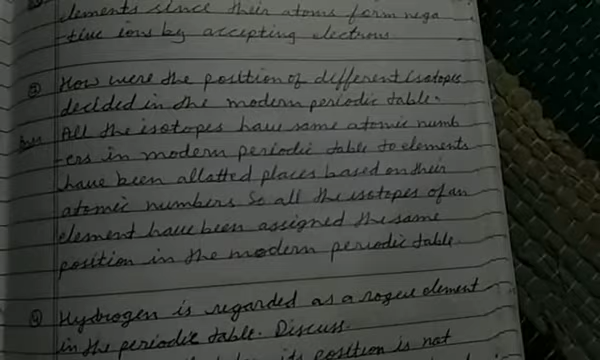 elements since their atoms form nega
-tive ions by accepting electrons.
③ How were the position of different isotopes
decided in the modern periodic table.
Ans All the isotopes have same atomic numb
-ers in modern periodic table to elements
have been allotted places based on their
atomic numbers So all the isotopes of an
element have been assigned the same
position in the modern periodic table.
④ Hydrogen is regarded as a rogue element
in the periodic table. Discuss.
its position is not